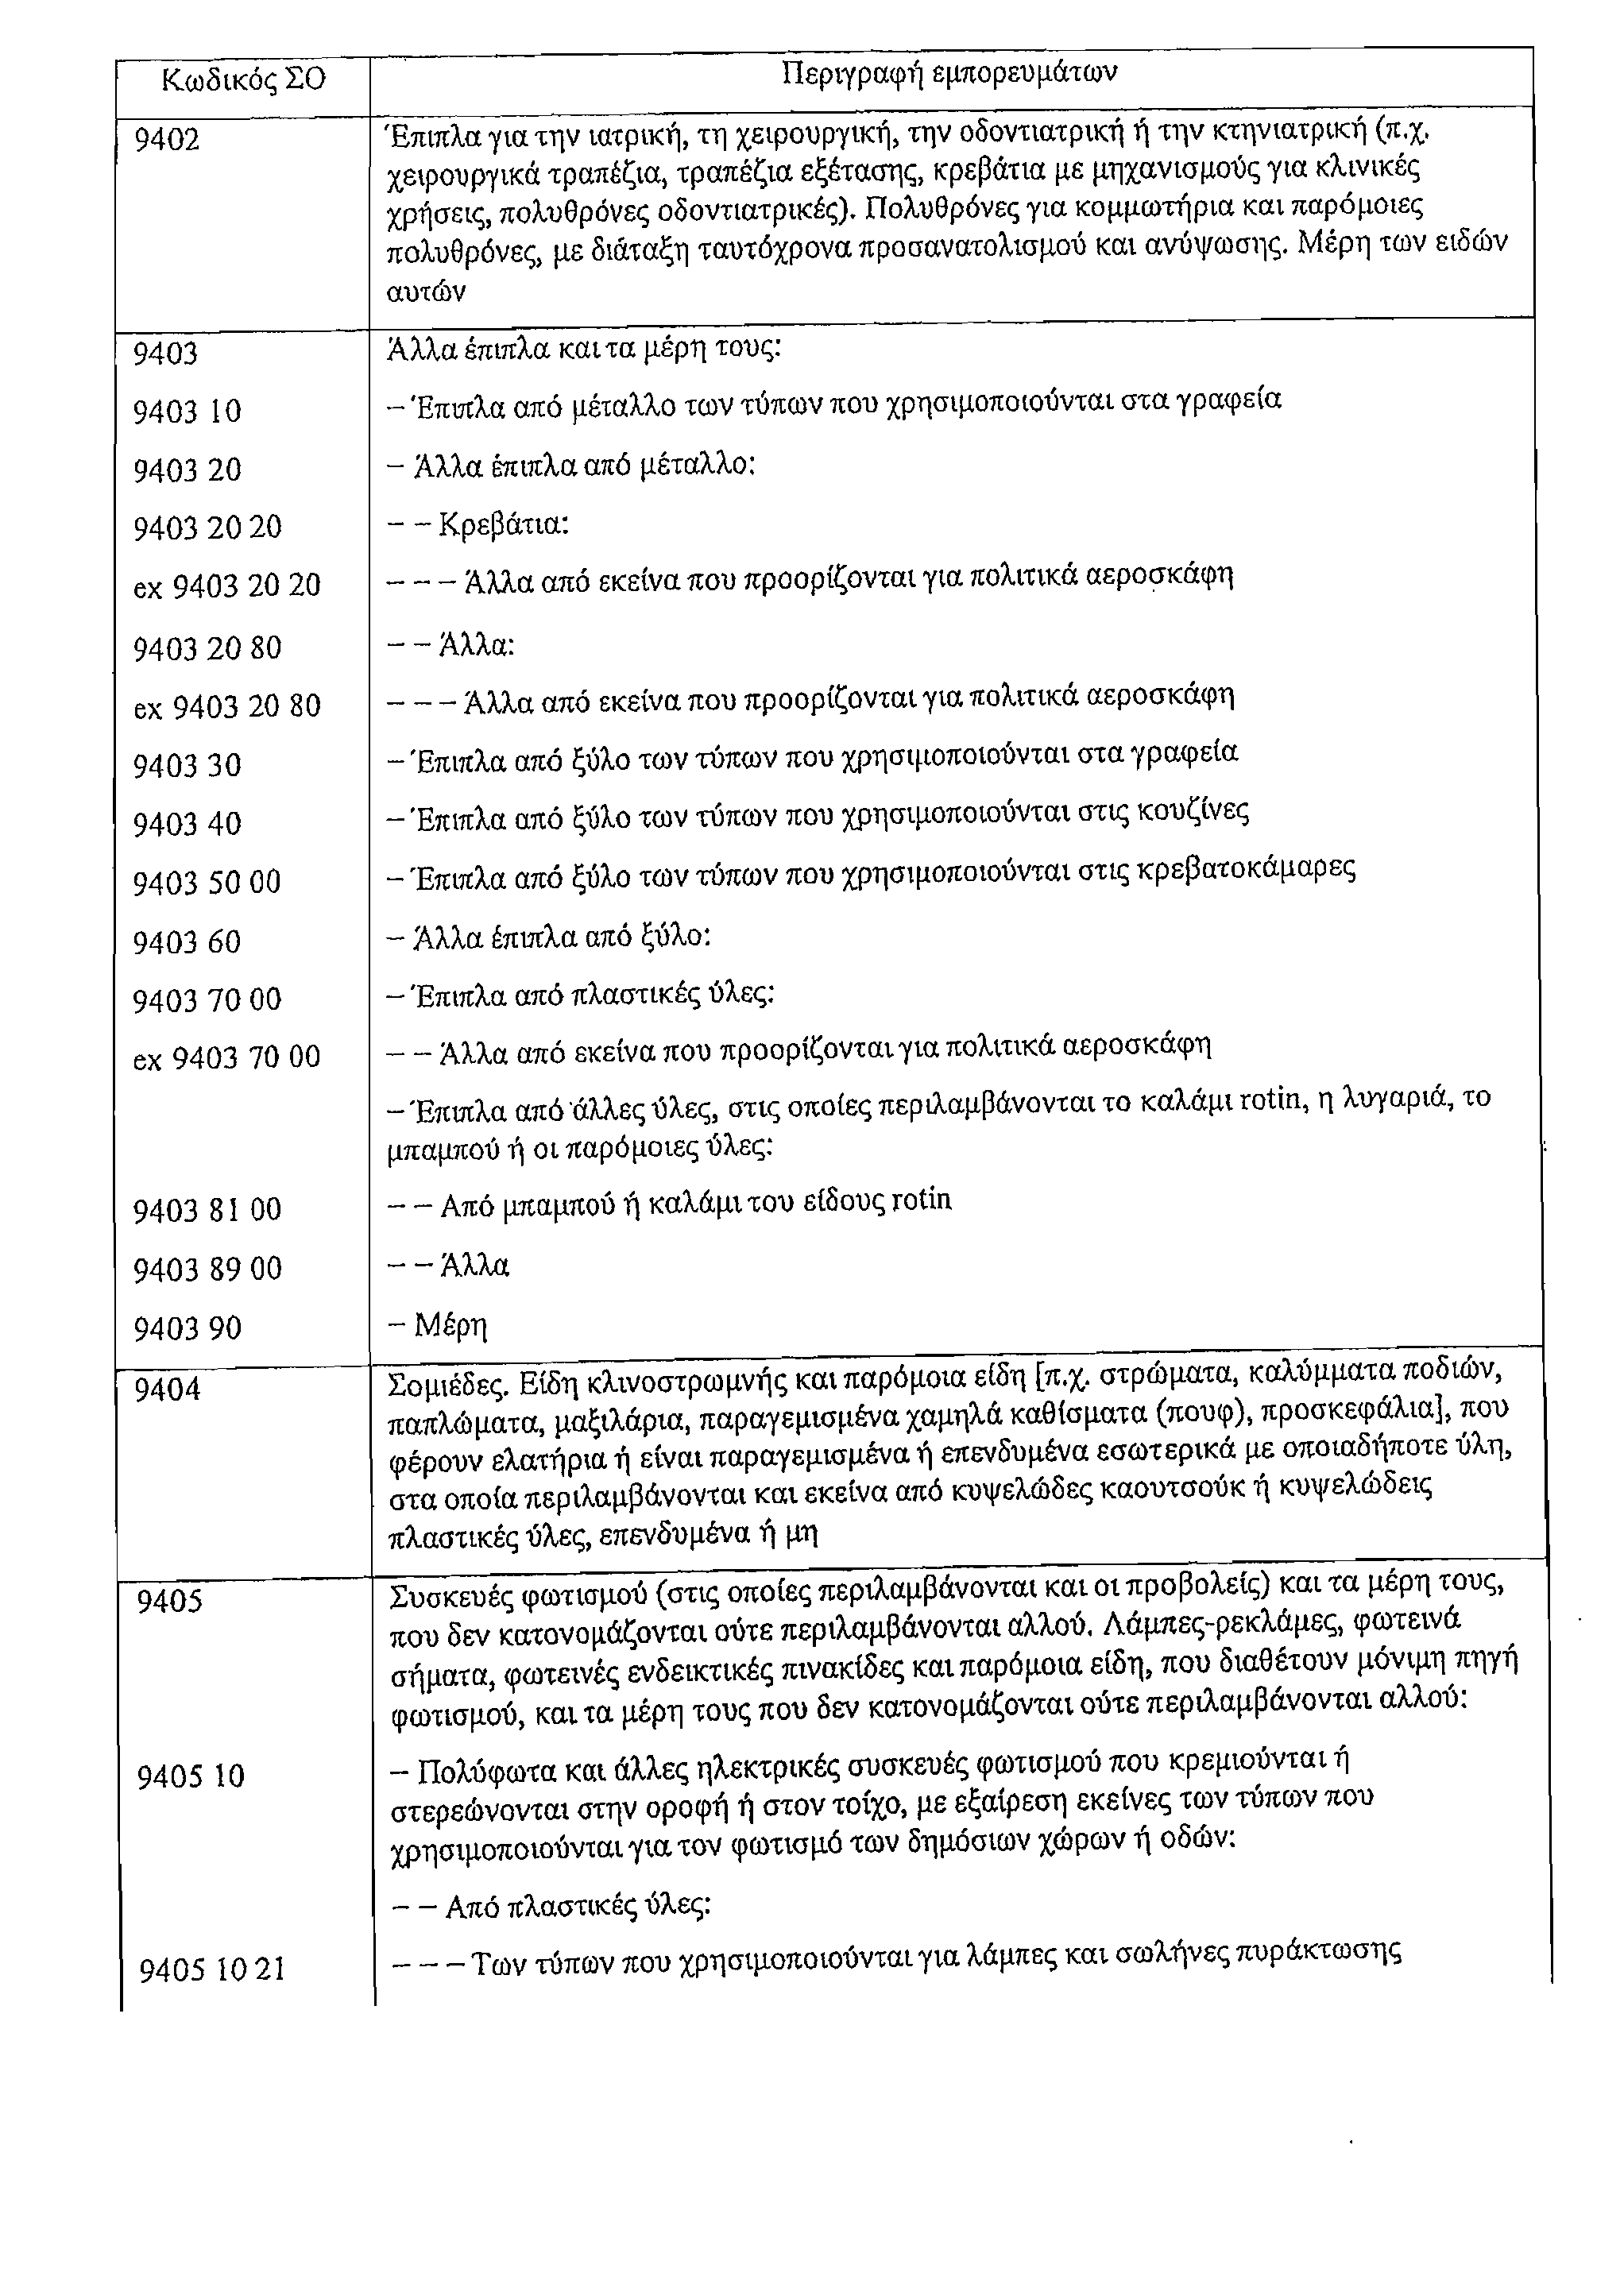 Κωδικός ΣΟ Περιγραφή εμπορευμάτων
9402 Έπιπλα για την ιατρική, τη χειρουργική, την οδοντιατρική ή την κτηνιατρική (π.χ.
χειρουργικά τραπέζια, τραπέζια εξέτασης, κρεβάτια με μηχανισμούς για κλινικές
χρήσεις, πολυθρόνες οδοντιατρικές). Πολυθρόνες για κομμωτήρια και παρόμοιες
πολυθρόνες, με διάταξη ταυτόχρονα προσανατολισμού και ανύψωσης. Μέρη των ειδών
αυτών
9403 Άλλα έπιπλα και τα μέρη τους:
9403 10 – Έπιπλα από μέταλλο των τύπων που χρησιμοποιούνται στα γραφεία
9403 20 – Άλλα έπιπλα από μέταλλο:
9403 20 20 – – Κρεβάτια:
ex 9403 20 20 – – – Άλλα από εκείνα που προορίζονται για πολιτικά αεροσκάφη
9403 20 80 – – Άλλα:
ex 9403 20 80 – – – Άλλα από εκείνα που προορίζονται για πολιτικά αεροσκάφη
9403 30 – Έπιπλα από ξύλο των τύπων που χρησιμοποιούνται στα γραφεία
9403 40 – Έπιπλα από ξύλο των τύπων που χρησιμοποιούνται στις κουζίνες
9403 50 00 – Έπιπλα από ξύλο των τύπων που χρησιμοποιούνται στις κρεβατοκάμαρες
9403 60 – Άλλα έπιπλα από ξύλο:
9403 70 00 – Έπιπλα από πλαστικές ύλες:
ex 9403 70 00 – – Άλλα από εκείνα που προορίζονται για πολιτικά αεροσκάφη
– Έπιπλα από άλλες ύλες, στις οποίες περιλαμβάνονται το καλάμι rotin, η λυγαριά, το
μπαμπού ή οι παρόμοιες ύλες:
9403 81 00 – – Από μπαμπού ή καλάμι του είδους rotin
9403 89 00 – – Άλλα
9403 90 – Μέρη
9404 Σομιέδες. Είδη κλινοστρωμνής και παρόμοια είδη [π.χ. στρώματα, καλύμματα ποδιών,
παπλώματα, μαξιλάρια, παραγεμισμένα χαμηλά καθίσματα (πουφ), προσκεφάλια], που
φέρουν ελατήρια ή είναι παραγεμισμένα ή επενδυμένα εσωτερικά με οποιαδήποτε ύλη,
στα οποία περιλαμβάνονται και εκείνα από κυψελώδες καουτσούκ ή κυψελώδεις
πλαστικές ύλες, επενδυμένα ή μη
9405 Συσκευές φωτισμού (στις οποίες περιλαμβάνονται και οι προβολείς) και τα μέρη τους,
που δεν κατονομάζονται ούτε περιλαμβάνονται αλλού. Λάμπες-ρεκλάμες, φωτεινά
σήματα, φωτεινές ενδεικτικές πινακίδες και παρόμοια είδη, που διαθέτουν μόνιμη πηγή
φωτισμού, και τα μέρη τους που δεν κατονομάζονται ούτε περιλαμβάνονται αλλού:
9405 10 – Πολύφωτα και άλλες ηλεκτρικές συσκευές φωτισμού που κρεμιούνται ή
στερεώνονται στην οροφή ή στον τοίχο, με εξαίρεση εκείνες των τύπων που
χρησιμοποιούνται για τον φωτισμό των δημόσιων χώρων ή οδών:
– – Από πλαστικές ύλες:
9405 10 21 – – – Των τύπων που χρησιμοποιούνται για λάμπες και σωλήνες πυράκτωσης